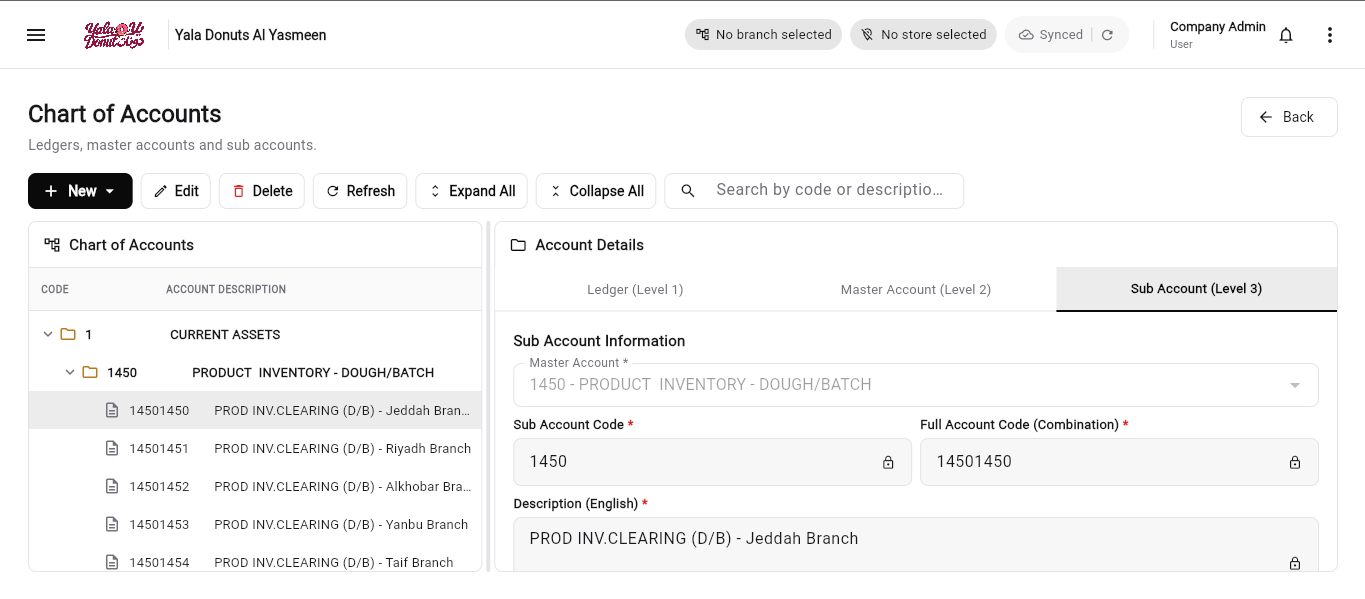 Yala Donuts
Yala Donuts Al Yasmeen
No branch selected
No store selected
Synced
Company Admin
User
Chart of Accounts
Ledgers, master accounts and sub accounts.
Back
New
Edit
Delete
Refresh
Expand All
Collapse All
Search by code or descriptio...
Chart of Accounts
CODE ACCOUNT DESCRIPTION
1 CURRENT ASSETS
1450 PRODUCT  INVENTORY - DOUGH/BATCH
14501450 PROD INV.CLEARING (D/B) - Jeddah Bran...
14501451 PROD INV.CLEARING (D/B) - Riyadh Branch
14501452 PROD INV.CLEARING (D/B) - Alkhobar Bra...
14501453 PROD INV.CLEARING (D/B) - Yanbu Branch
14501454 PROD INV.CLEARING (D/B) - Taif Branch
Account Details
Ledger (Level 1)
Master Account (Level 2)
Sub Account (Level 3)
Sub Account Information
Master Account *
1450 - PRODUCT  INVENTORY - DOUGH/BATCH
Sub Account Code *
1450
Full Account Code (Combination) *
14501450
Description (English) *
PROD INV.CLEARING (D/B) - Jeddah Branch